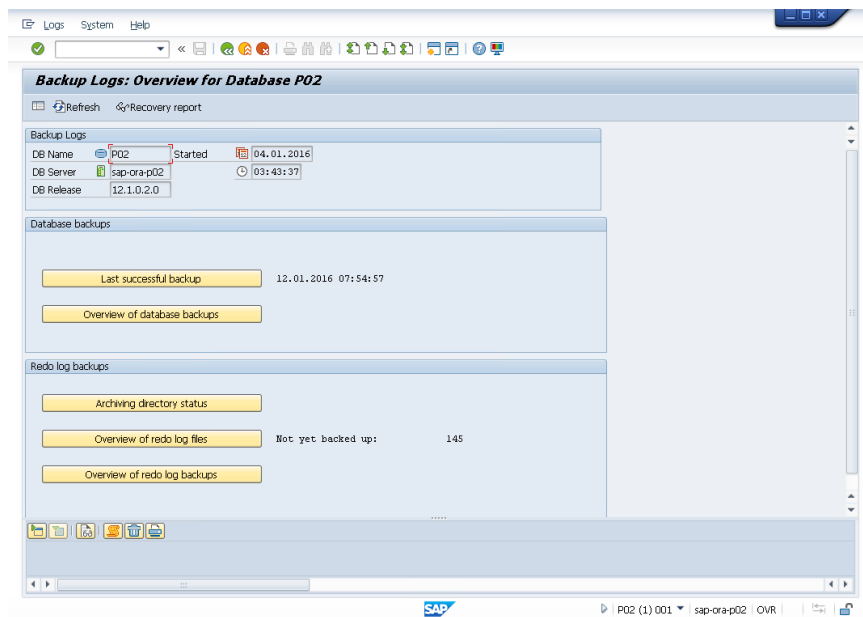 Logs System Help
Backup Logs: Overview for Database P02
Refresh Recovery report
Backup Logs
DB Name P02 Started 04.01.2016
DB Server sap-ora-p02 03:43:37
DB Release 12.1.0.2.0
Database backups
Last successful backup 12.01.2016 07:54:57
Overview of database backups
Redo log backups
Archiving directory status
Overview of redo log files Not yet backed up: 145
Overview of redo log backups
SAP P02 (1) 001 sap-ora-p02 OVR